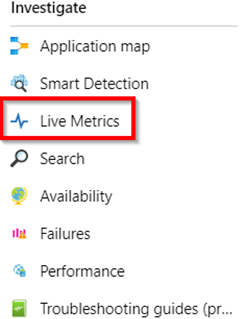 Investigate
Application map
Smart Detection
Live Metrics
Search
Availability
Failures
Performance
Troubleshooting guides (pr...